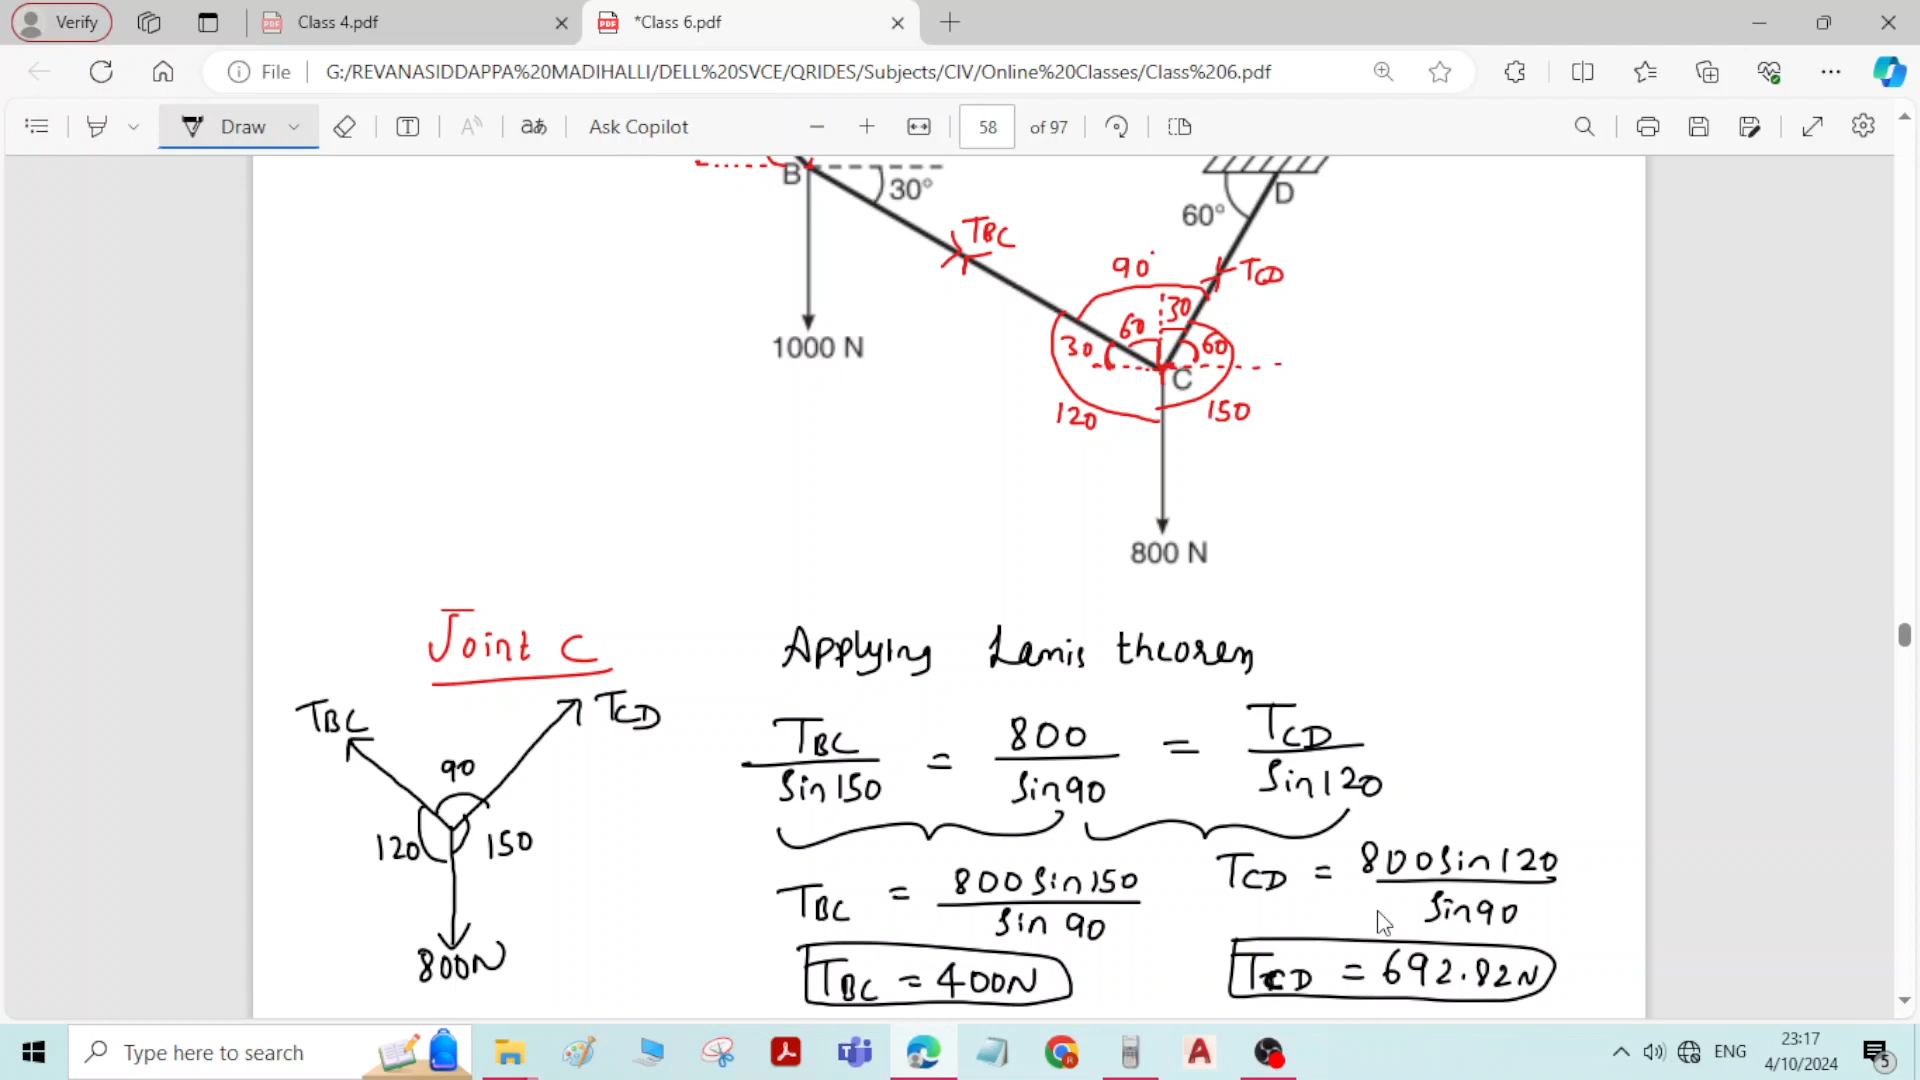 Verify
Class 4.pdf
*Class 6.pdf
File
G:/REVANASIDDAPPA%20MADIHALLI/DELL%20SVCE/QRIDES/Subjects/CIV/Online%20Classes/Class%206.pdf
Draw
T
A
aあ
Ask Copilot
58
of 97
B
30°
D
60°
TBC
90°
TCD
30
60
30
60
C
1000 N
120
150
800 N
Joint C
Applying Lamis theorem
TBC
TCD
90
120
150
800N
TBC/Sin150 = 800/Sin90 = TCD/Sin120
TBC = 800Sin150/Sin 90
TCD = 800Sin120/Sin90
TBC = 400N
TCD = 692.82N
Type here to search
ENG
23:17
4/10/2024
5